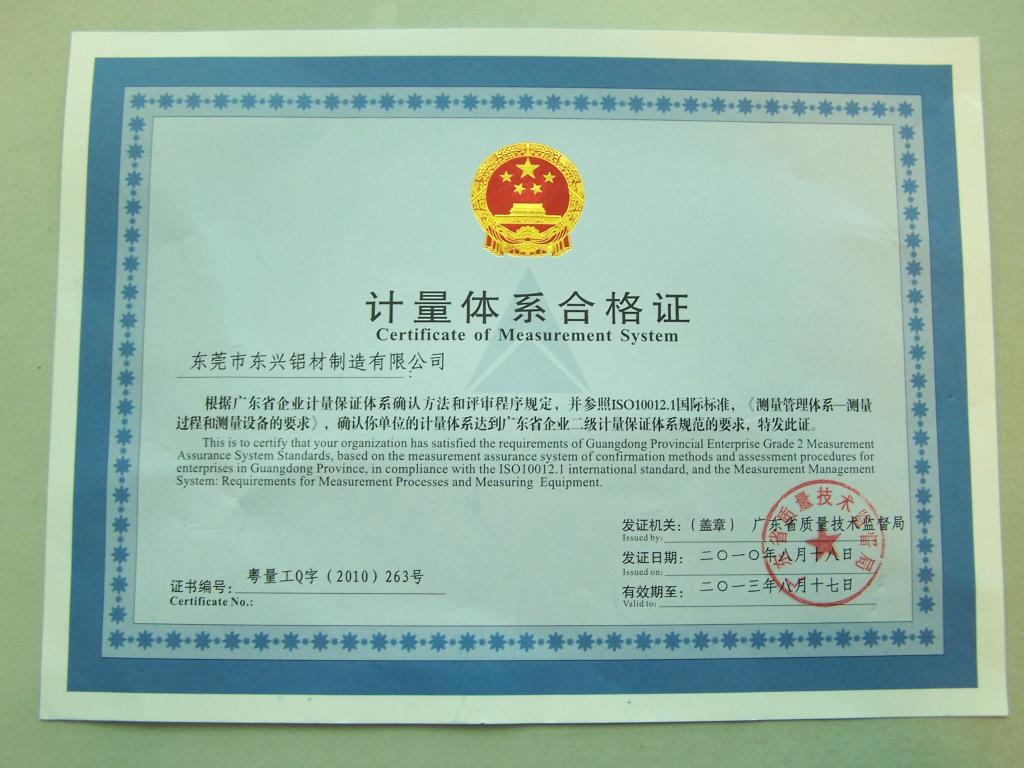 计量体系合格证
Certificate of Measurement System
东莞市东兴铝材制造有限公司
:
根据广东省企业计量保证体系确认方法和评审程序规定，并参照ISO10012.1国际标准，《测量管理体系—测量
过程和测量设备的要求》，确认你单位的计量体系达到广东省企业二级计量保证体系规范的要求，特发此证。
This is to certify that your organization has satisfied the requirements of Guangdong Provincial Enterprise Grade 2 Measurement
Assurance System Standards, based on the measurement assurance system of confirmation methods and assessment procedures for
enterprises in Guangdong Province, in compliance with the ISO10012.1 international standard, and the Measurement Management
System: Requirements for Measurement Processes and Measuring Equipment.
发证机关：（盖章） 广东省质量技术监督局
Issued by:
发证日期： 二〇一〇年八月十八日
Issued on:
有效期至： 二〇一三年八月十七日
Valid to:
证书编号： 粤量工Q字（2010）263号
Certificate No.:
广东省质量技术监督局